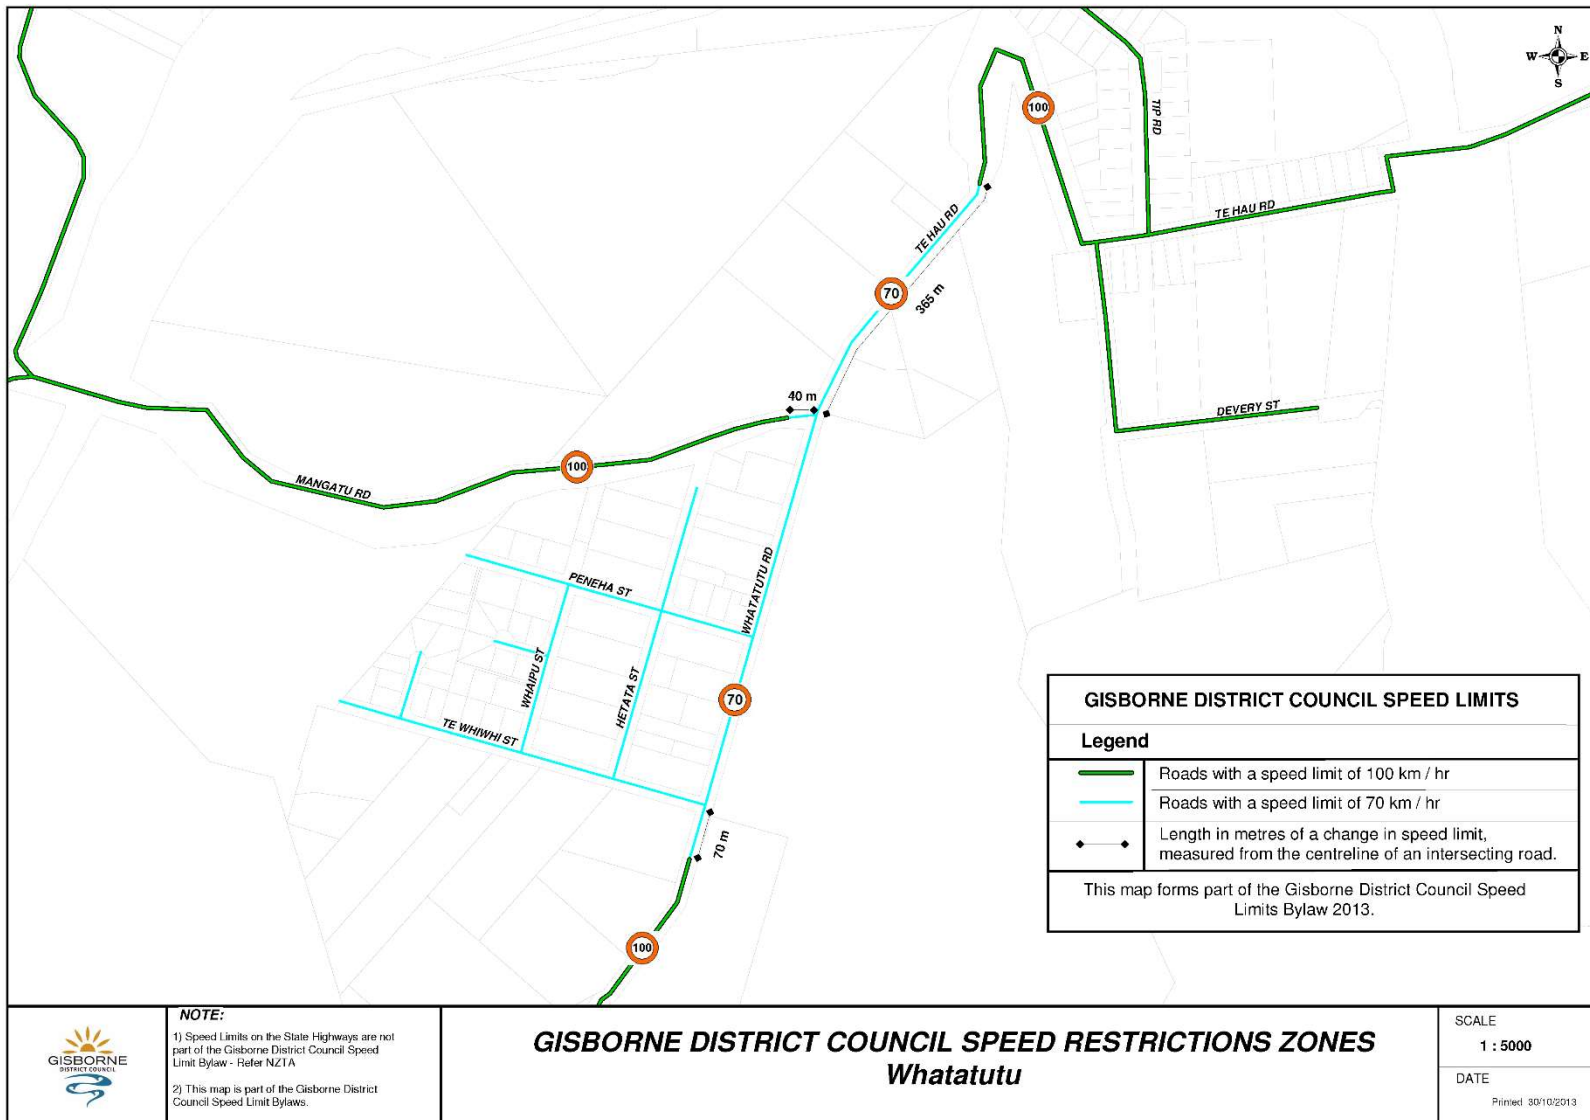 N
W E
S
100
TIP RD
TE HAU RD
TE HAU RD
70
365 m
40 m
DEVERY ST
100
MANGATU RD
PENEHA ST
WHATATUTU RD
WHAIPU ST
HETATA ST
70
TE WHIWHI ST
70 m
100
GISBORNE DISTRICT COUNCIL SPEED LIMITS
Legend
Roads with a speed limit of 100 km / hr
Roads with a speed limit of 70 km / hr
Length in metres of a change in speed limit,
measured from the centreline of an intersecting road.
This map forms part of the Gisborne District Council Speed
Limits Bylaw 2013.
GISBORNE
DISTRICT COUNCIL
NOTE:
1) Speed Limits on the State Highways are not
part of the Gisborne District Council Speed
Limit Bylaw - Refer NZTA
2) This map is part of the Gisborne District
Council Speed Limit Bylaws.
GISBORNE DISTRICT COUNCIL SPEED RESTRICTIONS ZONES
Whatatutu
SCALE
1 : 5000
DATE
Printed 30/10/2013